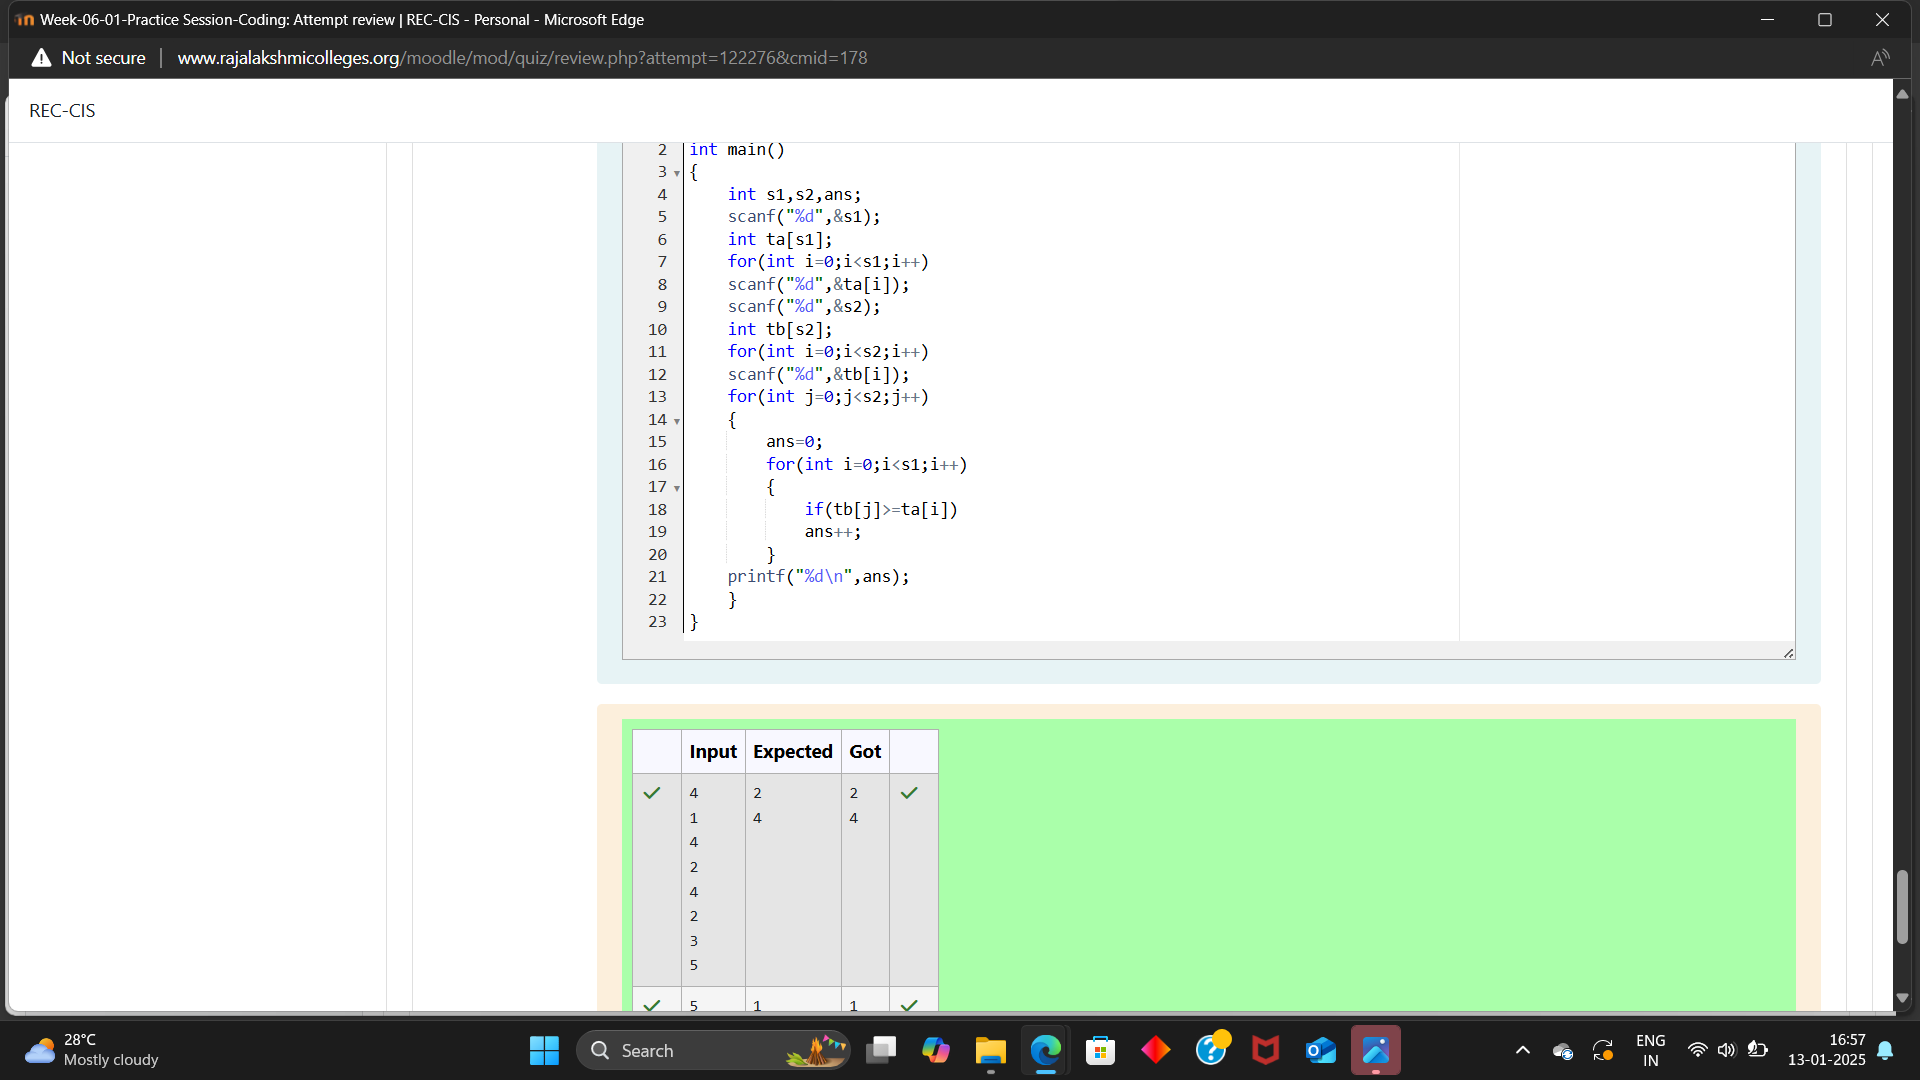 Week-06-01-Practice Session-Coding: Attempt review | REC-CIS - Personal - Microsoft Edge
Not secure | www.rajalakshmicolleges.org/moodle/mod/quiz/review.php?attempt=122276&cmid=178
REC-CIS
2 int main()
3 {
4 int s1,s2,ans;
5 scanf("%d",&s1);
6 int ta[s1];
7 for(int i=0;i<s1;i++)
8 scanf("%d",&ta[i]);
9 scanf("%d",&s2);
10 int tb[s2];
11 for(int i=0;i<s2;i++)
12 scanf("%d",&tb[i]);
13 for(int j=0;j<s2;j++)
14 {
15 ans=0;
16 for(int i=0;i<s1;i++)
17 {
18 if(tb[j]>=ta[i])
19 ans++;
20 }
21 printf("%d\n",ans);
22 }
23 }
Input Expected Got
4 2 2
1 4 4
4
2
4
2
3
5
5 1 1
28°C
Mostly cloudy
Search
ENG
IN
16:57
13-01-2025